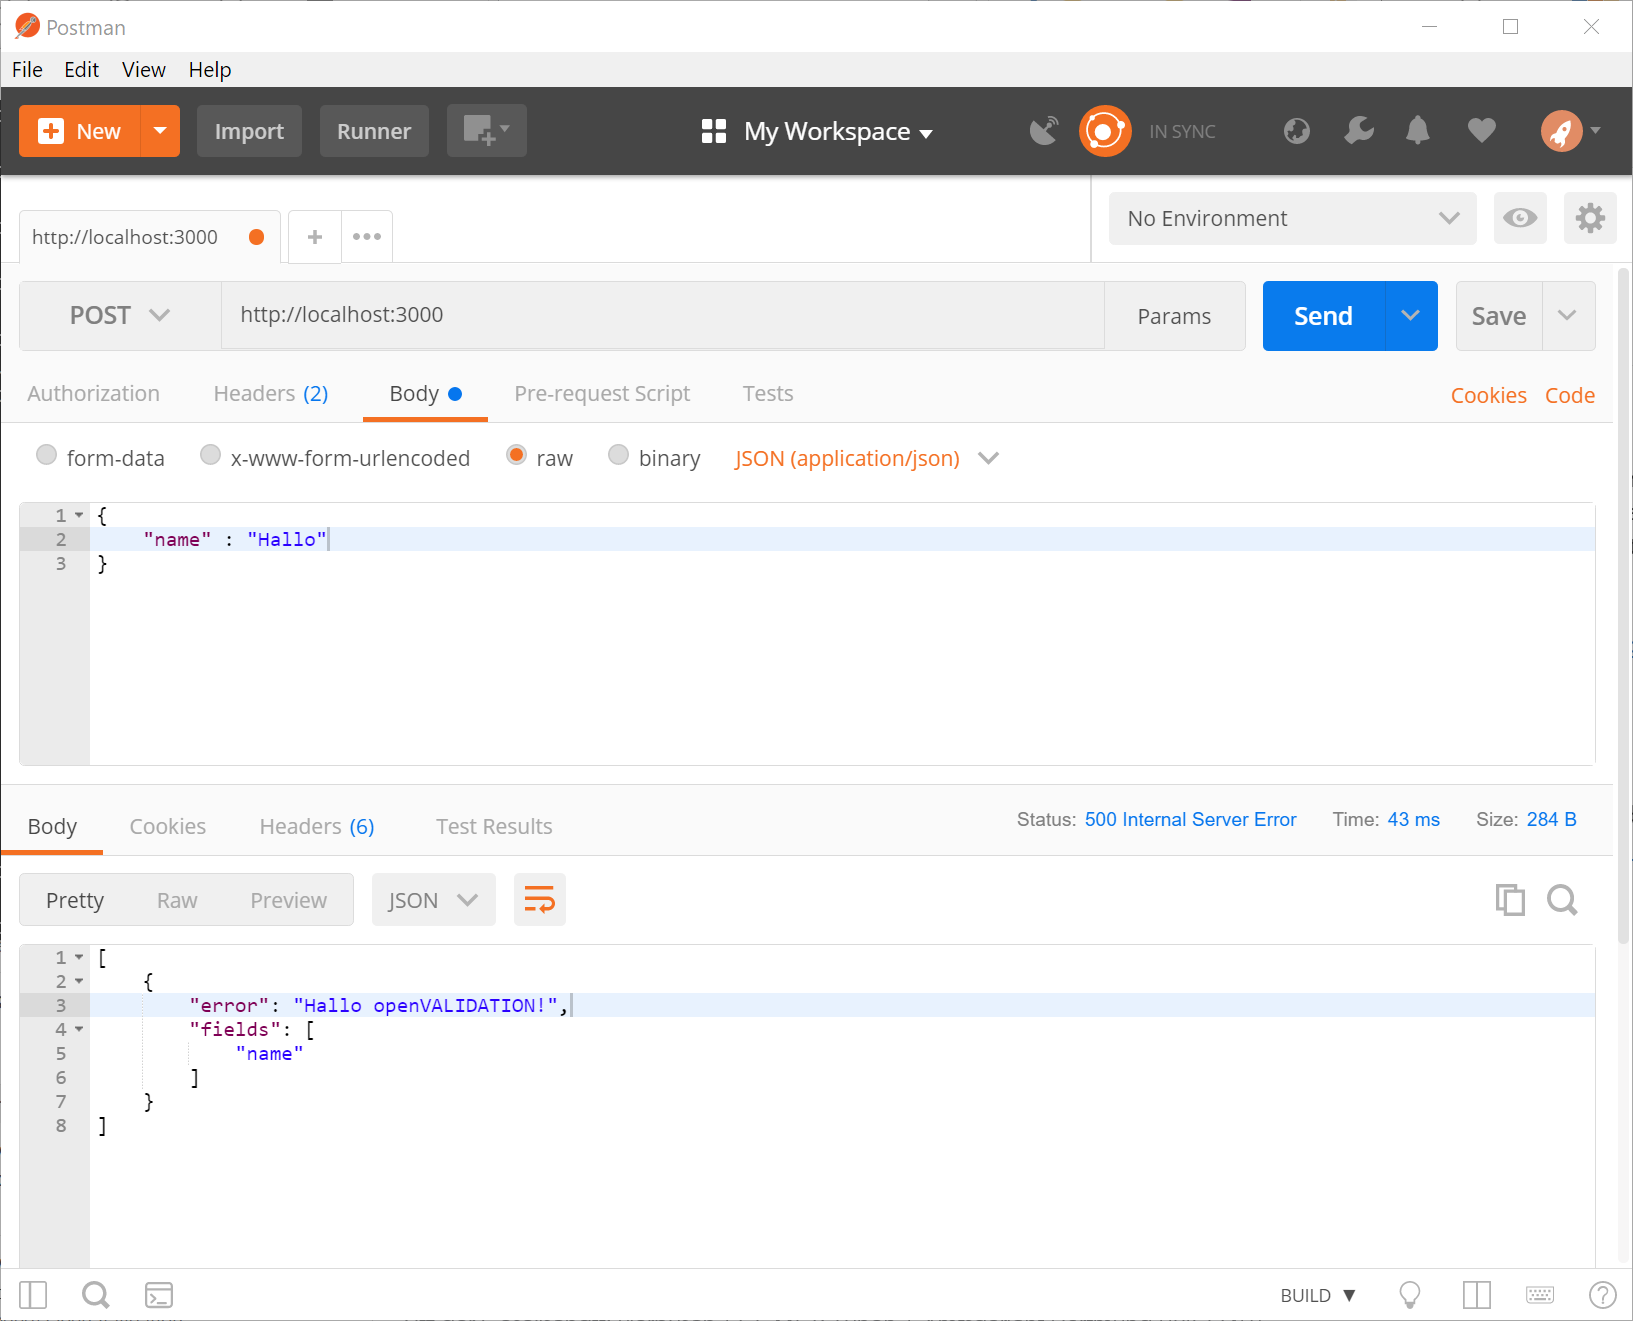 Postman
File Edit View Help
New Import Runner My Workspace IN SYNC
http://localhost:3000 + ••• No Environment
POST http://localhost:3000 Params Send Save
Authorization Headers (2) Body Pre-request Script Tests Cookies Code
form-data x-www-form-urlencoded raw binary JSON (application/json)
1 {
2 "name" : "Hallo"
3 }
Body Cookies Headers (6) Test Results Status: 500 Internal Server Error Time: 43 ms Size: 284 B
Pretty Raw Preview JSON
1 [
2 {
3 "error": "Hallo openVALIDATION!",
4 "fields": [
5 "name"
6 ]
7 }
8 ]
BUILD